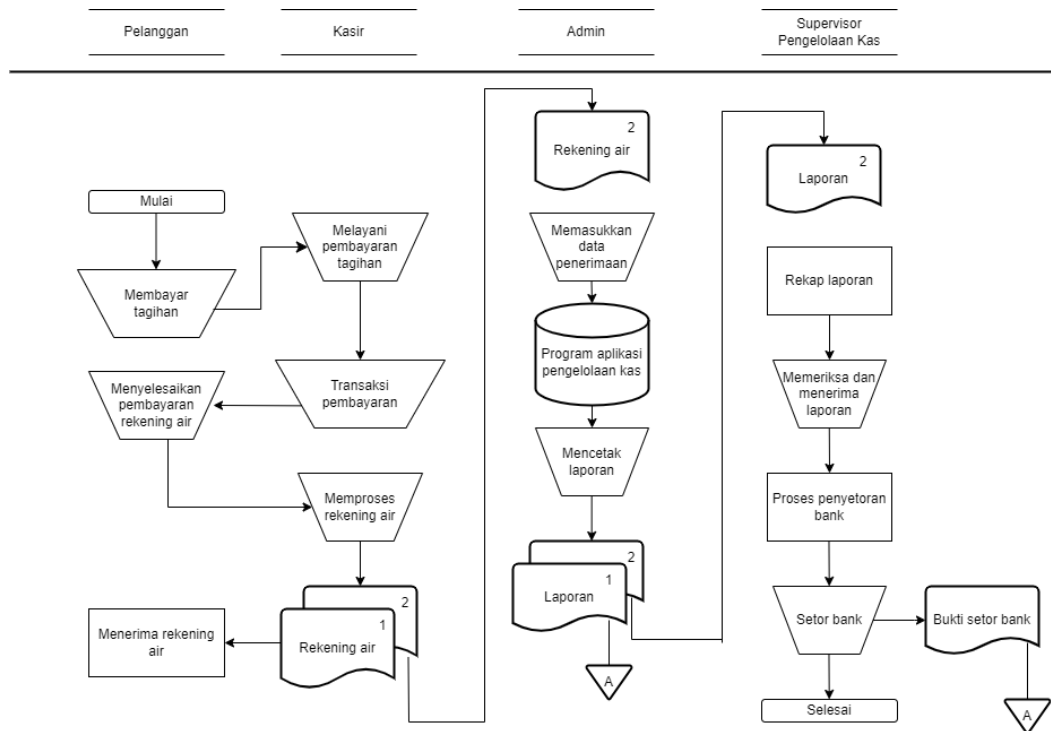 Pelanggan
Kasir
Admin
Supervisor
Pengelolaan Kas
Mulai
Membayar
tagihan
Menyelesaikan
pembayaran
rekening air
Menerima rekening
air
Melayani
pembayaran
tagihan
Transaksi
pembayaran
Memproses
rekening air
2
1
Rekening air
2
Rekening air
Memasukkan
data
penerimaan
Program aplikasi
pengelolaan kas
Mencetak
laporan
2
1
Laporan
A
2
Laporan
Rekap laporan
Memeriksa dan
menerima
laporan
Proses penyetoran
bank
Setor bank
Bukti setor bank
Selesai
A